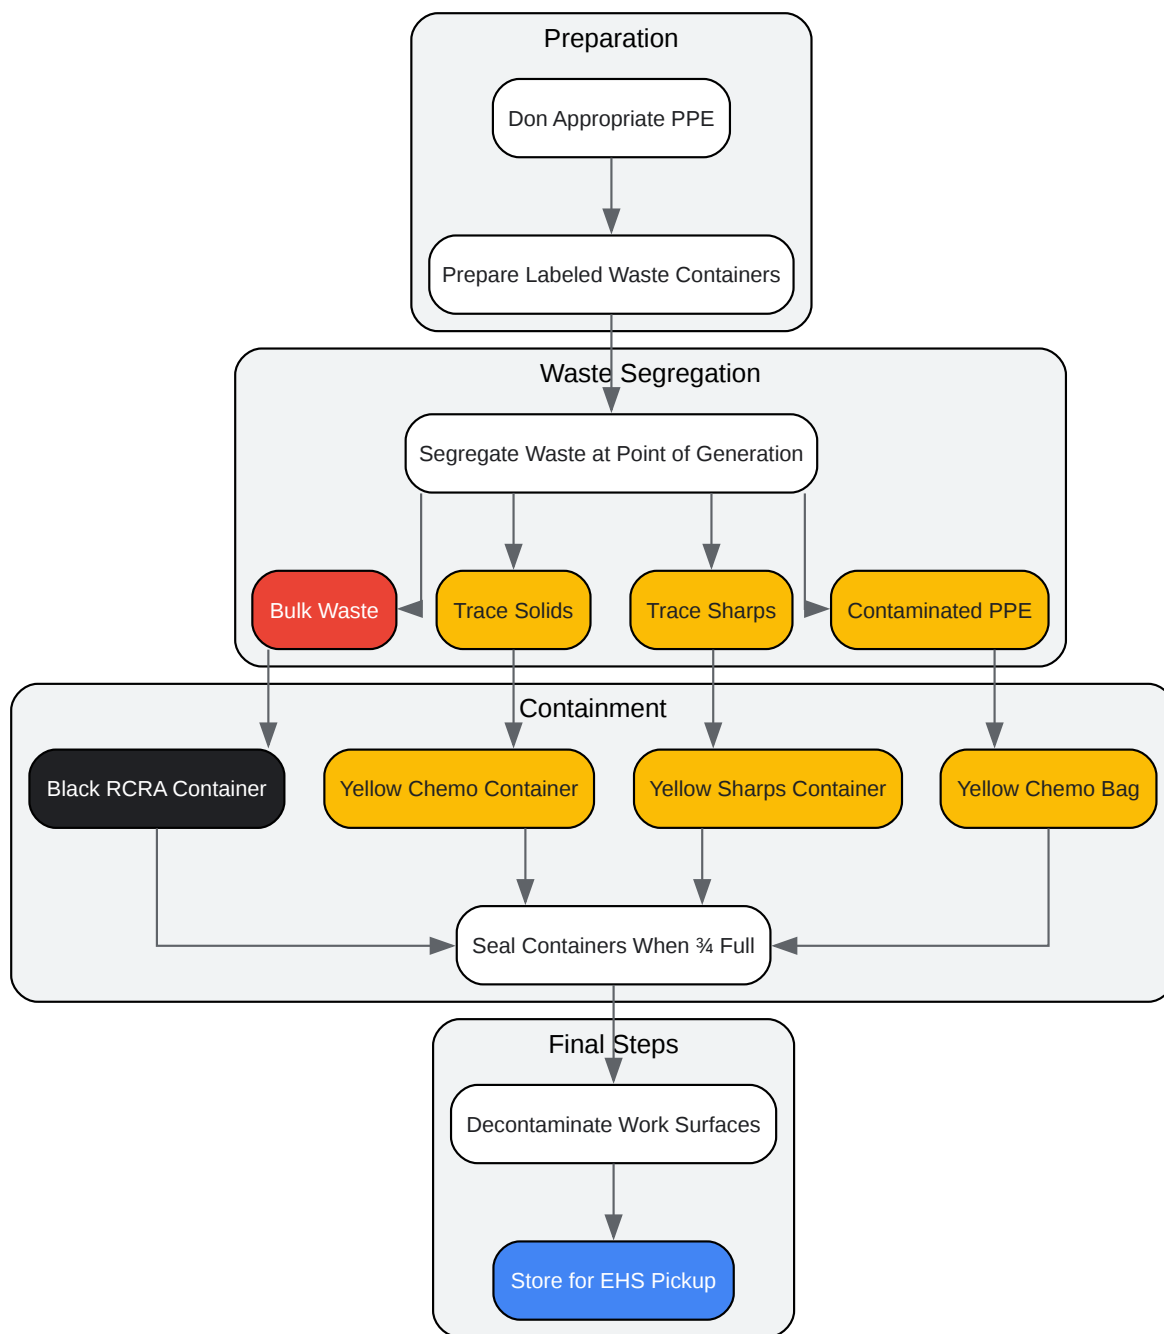 Preparation
Don Appropriate PPE
Prepare Labeled Waste Containers
Waste Segregation
Segregate Waste at Point of Generation
Bulk Waste
Trace Solids
Trace Sharps
Contaminated PPE
Containment
Black RCRA Container
Yellow Chemo Container
Yellow Sharps Container
Yellow Chemo Bag
Seal Containers When ¾ Full
Final Steps
Decontaminate Work Surfaces
Store for EHS Pickup